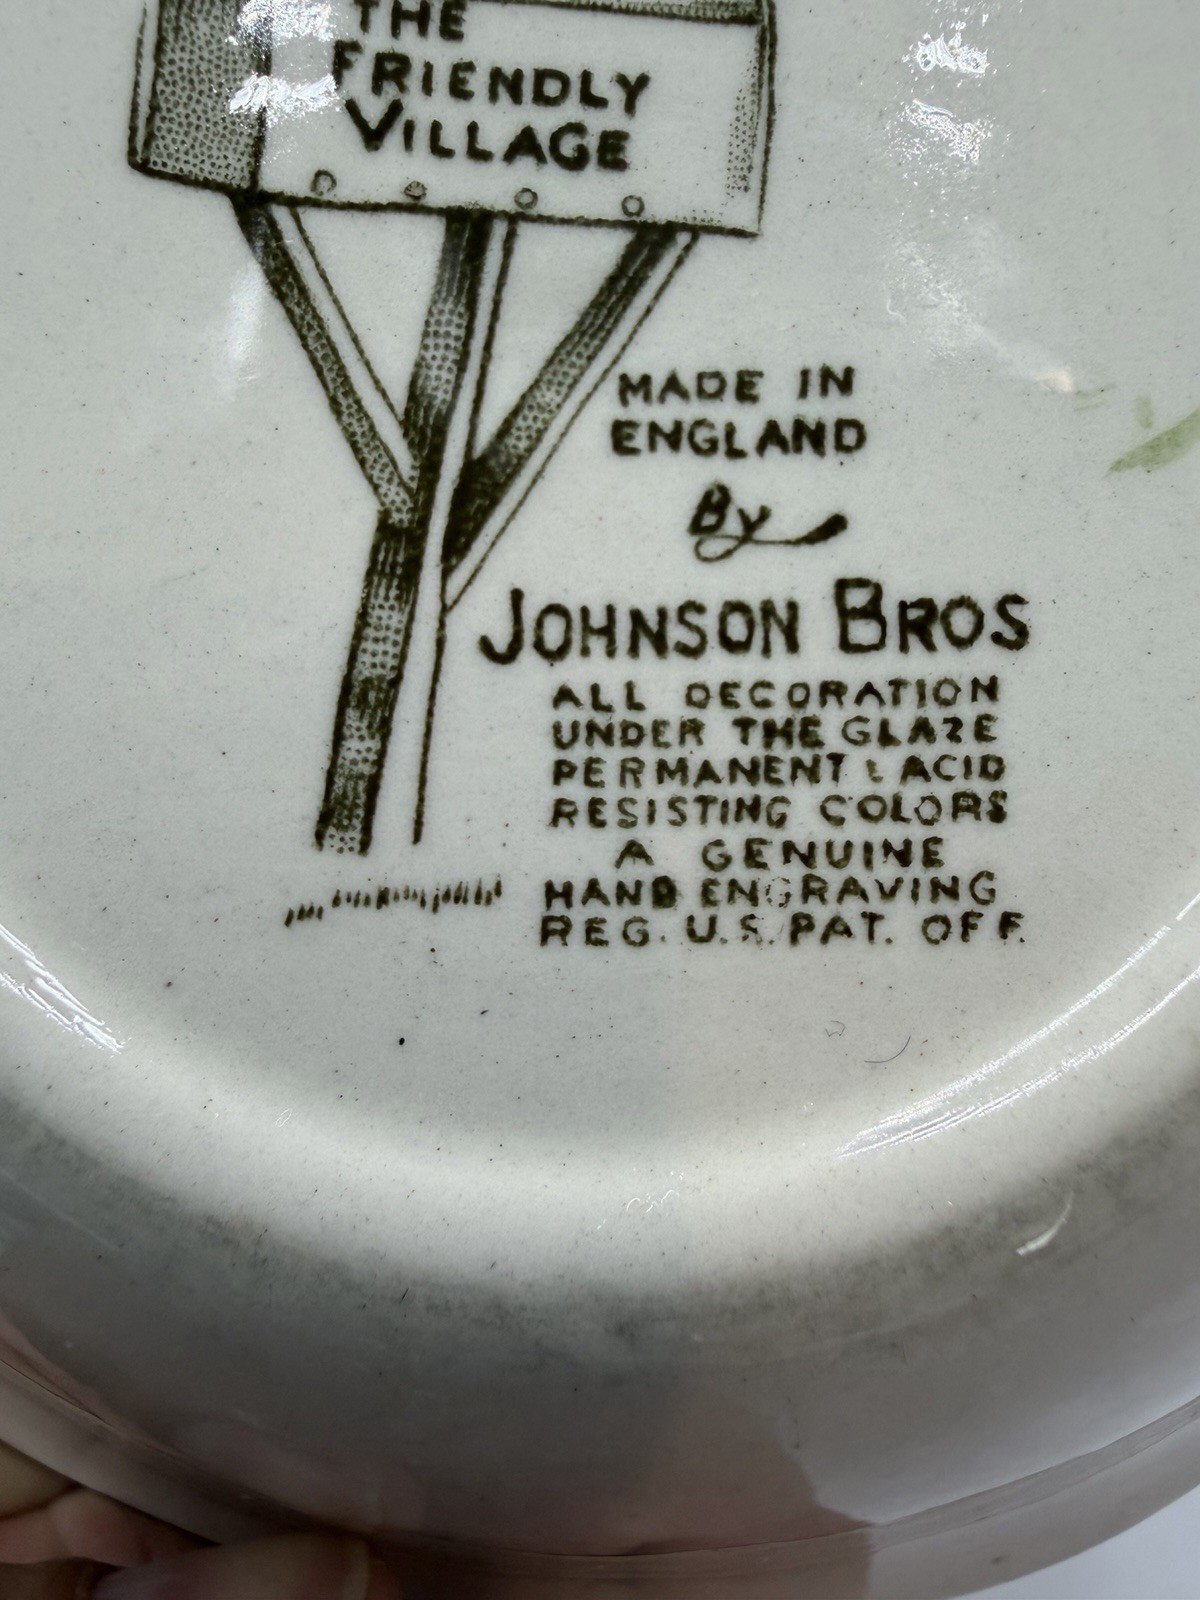 THE
FRIENDLY
VILLAGE
MADE IN
ENGLAND
By
JOHNSON BROS
ALL DECORATION
UNDER THE GLAZE
PERMANENT & ACID
RESISTING COLORS
A GENUINE
HAND ENGRAVING
REG. U.S. PAT. OFF.